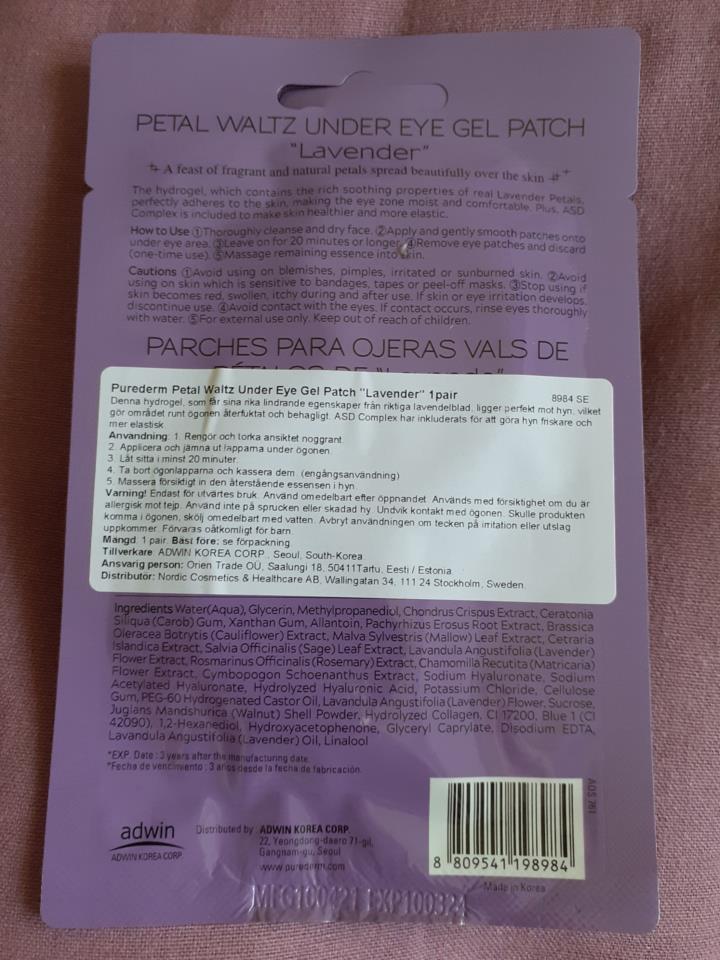 PETAL WALTZ UNDER EYE GEL PATCH
"Lavender"
A feast of fragrant and natural petals spread beautifully over the skin
The hydrogel, which contains the rich soothing properties of real Lavender Petals,
perfectly adheres to the skin, making the eye zone moist and comfortable. Plus, ASD
Complex is included to make skin healthier and more elastic.
How to Use ①Thoroughly cleanse and dry face. ②Apply and gently smooth patches onto
under eye area. ③Leave on for 20 minutes or longer. ④Remove eye patches and discard
(one-time use). ⑤Massage remaining essence into skin.
Cautions ①Avoid using on blemishes, pimples, irritated or sunburned skin. ②Avoid
using on skin which is sensitive to bandages, tapes or peel-off masks. ③Stop using if
skin becomes red, swollen, itchy during and after use. If skin or eye irritation develops,
discontinue use. ④Avoid contact with the eyes. If contact occurs, rinse eyes thoroughly
with water. ⑤For external use only. Keep out of reach of children.
PARCHES PARA OJERAS VALS DE
Purederm Petal Waltz Under Eye Gel Patch "Lavender" 1pair 8984 SE
Denna hydrogel, som får sina rika lindrande egenskaper från riktiga lavendelblad, ligger perfekt mot hyn, vilket
gör området runt ögonen återfuktat och behagligt. ASD Complex har inkluderats för att göra hyn friskare och
mer elastisk
Användning: 1. Rengör och torka ansiktet noggrant.
2. Applicera och jämna ut lapparna under ögonen.
3. Låt sitta i minst 20 minuter.
4. Ta bort ögonlapparna och kassera dem. (engångsanvändning)
5. Massera försiktigt in den återstående essensen i hyn.
Varning! Endast för utvärtes bruk. Använd omedelbart efter öppnandet. Används med försiktighet om du är
allergisk mot tejp. Använd inte på sprucken eller skadad hy. Undvik kontakt med ögonen. Skulle produkten
komma i ögonen, skölj omedelbart med vatten. Avbryt användningen om tecken på irritation eller utslag
uppkommer. Förvaras oåtkomligt för barn.
Mängd: 1 pair. Bäst före: se förpackning.
Tillverkare: ADWIN KOREA CORP., Seoul, South-Korea.
Ansvarig person: Orien Trade OÜ, Saalungi 18, 50411Tartu, Eesti / Estonia.
Distributör: Nordic Cosmetics & Healthcare AB, Wallingatan 34, 111 24 Stockholm, Sweden.
Ingredients Water(Aqua), Glycerin, Methylpropanediol, Chondrus Crispus Extract, Ceratonia
Siliqua (Carob) Gum, Xanthan Gum, Allantoin, Pachyrhizus Erosus Root Extract, Brassica
Oleracea Botrytis (Cauliflower) Extract, Malva Sylvestris (Mallow) Leaf Extract, Cetraria
Islandica Extract, Salvia Officinalis (Sage) Leaf Extract, Lavandula Angustifolia (Lavender)
Flower Extract, Rosmarinus Officinalis (Rosemary) Extract, Chamomilla Recutita (Matricaria)
Flower Extract, Cymbopogon Schoenanthus Extract, Sodium Hyaluronate, Sodium
Acetylated Hyaluronate, Hydrolyzed Hyaluronic Acid, Potassium Chloride, Cellulose
Gum, PEG-60 Hydrogenated Castor Oil, Lavandula Angustifolia (Lavender) Flower, Sucrose,
Juglans Mandshurica (Walnut) Shell Powder, Hydrolyzed Collagen, CI 17200, Blue 1 (CI
42090), 1,2-Hexanediol, Hydroxyacetophenone, Glyceryl Caprylate, Disodium EDTA,
Lavandula Angustifolia (Lavender) Oil, Linalool
*EXP. Date : 3 years after the manufacturing date.
*Fecha de vencimiento : 3 años desde la fecha de fabricación.
adwin
ADWIN KOREA CORP.
Distributed by ADWIN KOREA CORP.
22, Yeongdong-daero 71-gil,
Gangnam-gu, Seoul
www.purederm.com
AQS 761
8 809541 198984
Made in Korea
MFG100421 EXP100324